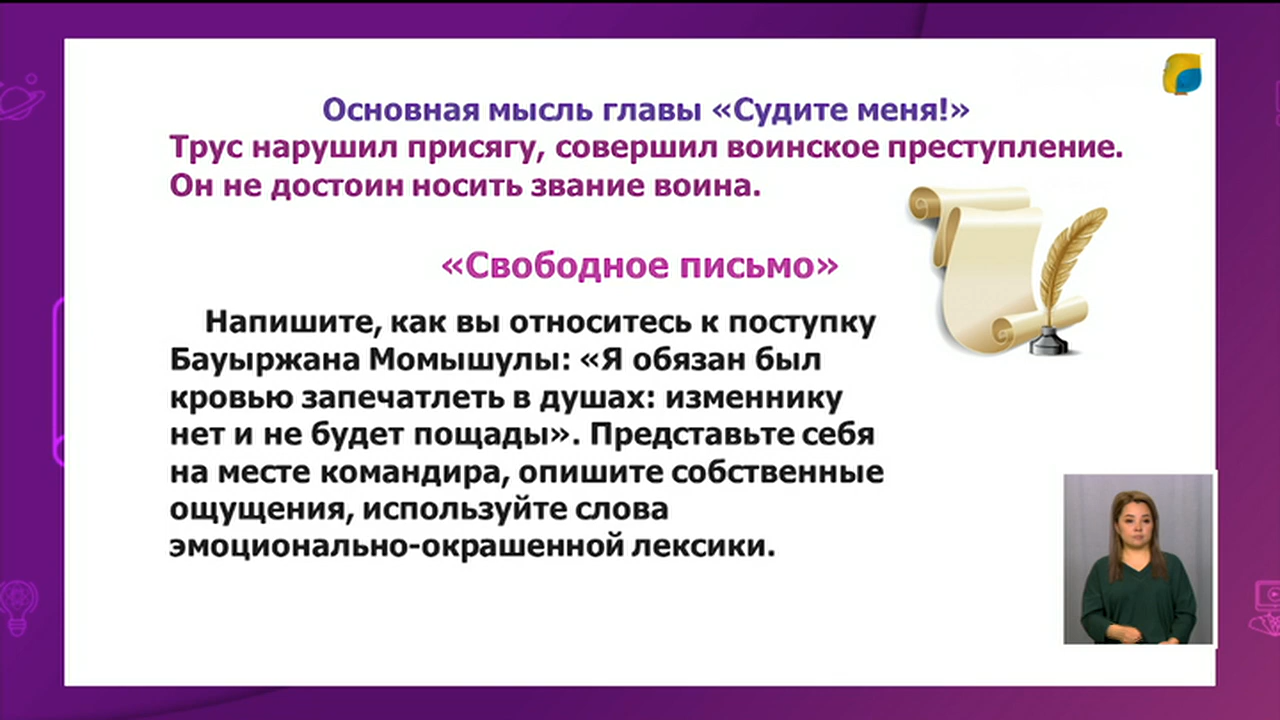 Основная мысль главы «Судите меня!»
Трус нарушил присягу, совершил воинское преступление.
Он не достоин носить звание воина.
«Свободное письмо»
Напишите, как вы относитесь к поступку
Бауыржана Момышулы: «Я обязан был
кровью запечатлеть в душах: изменнику
нет и не будет пощады». Представьте себя
на месте командира, опишите собственные
ощущения, используйте слова
эмоционально-окрашенной лексики.